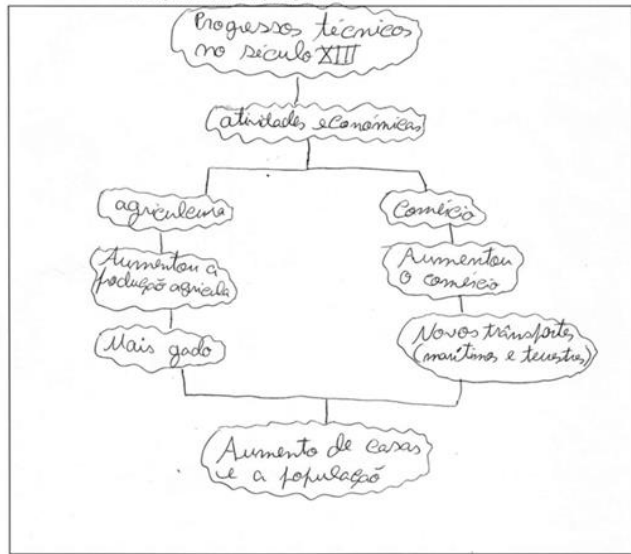 Progressos técnicos
no século XIII
atividades económicas
agricultura
Comércio
Aumentou a
produção agricula
Aumentou
o comércio
Mais gado
Novos transportes
(marítimos e terrestres)
Aumento de casas
e a população